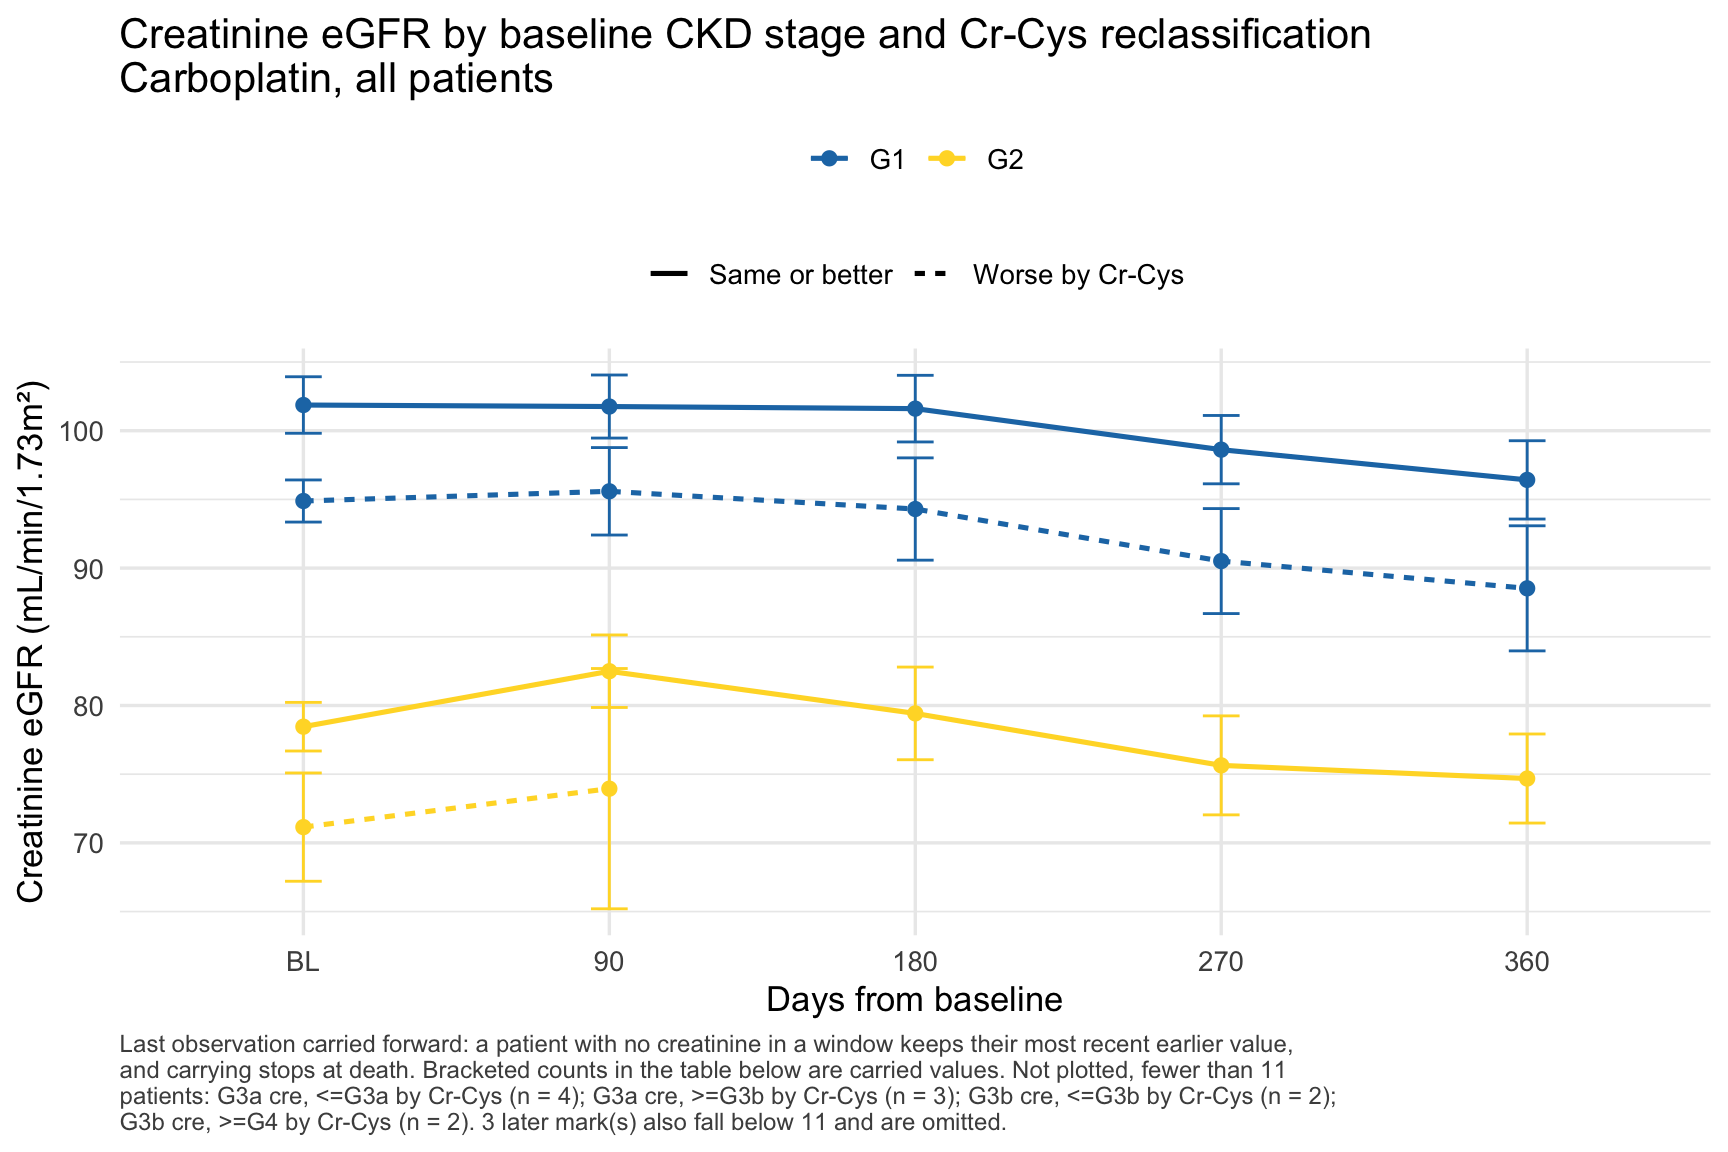 Creatinine eGFR by baseline CKD stage and Cr-Cys reclassification
Carboplatin, all patients
G1 G2
Same or better Worse by Cr-Cys
Creatinine eGFR (mL/min/1.73m²)
100
90
80
70
BL 90 180 270 360
Days from baseline
Last observation carried forward: a patient with no creatinine in a window keeps their most recent earlier value,
and carrying stops at death. Bracketed counts in the table below are carried values. Not plotted, fewer than 11
patients: G3a cre, <=G3a by Cr-Cys (n = 4); G3a cre, >=G3b by Cr-Cys (n = 3); G3b cre, <=G3b by Cr-Cys (n = 2);
G3b cre, >=G4 by Cr-Cys (n = 2). 3 later mark(s) also fall below 11 and are omitted.